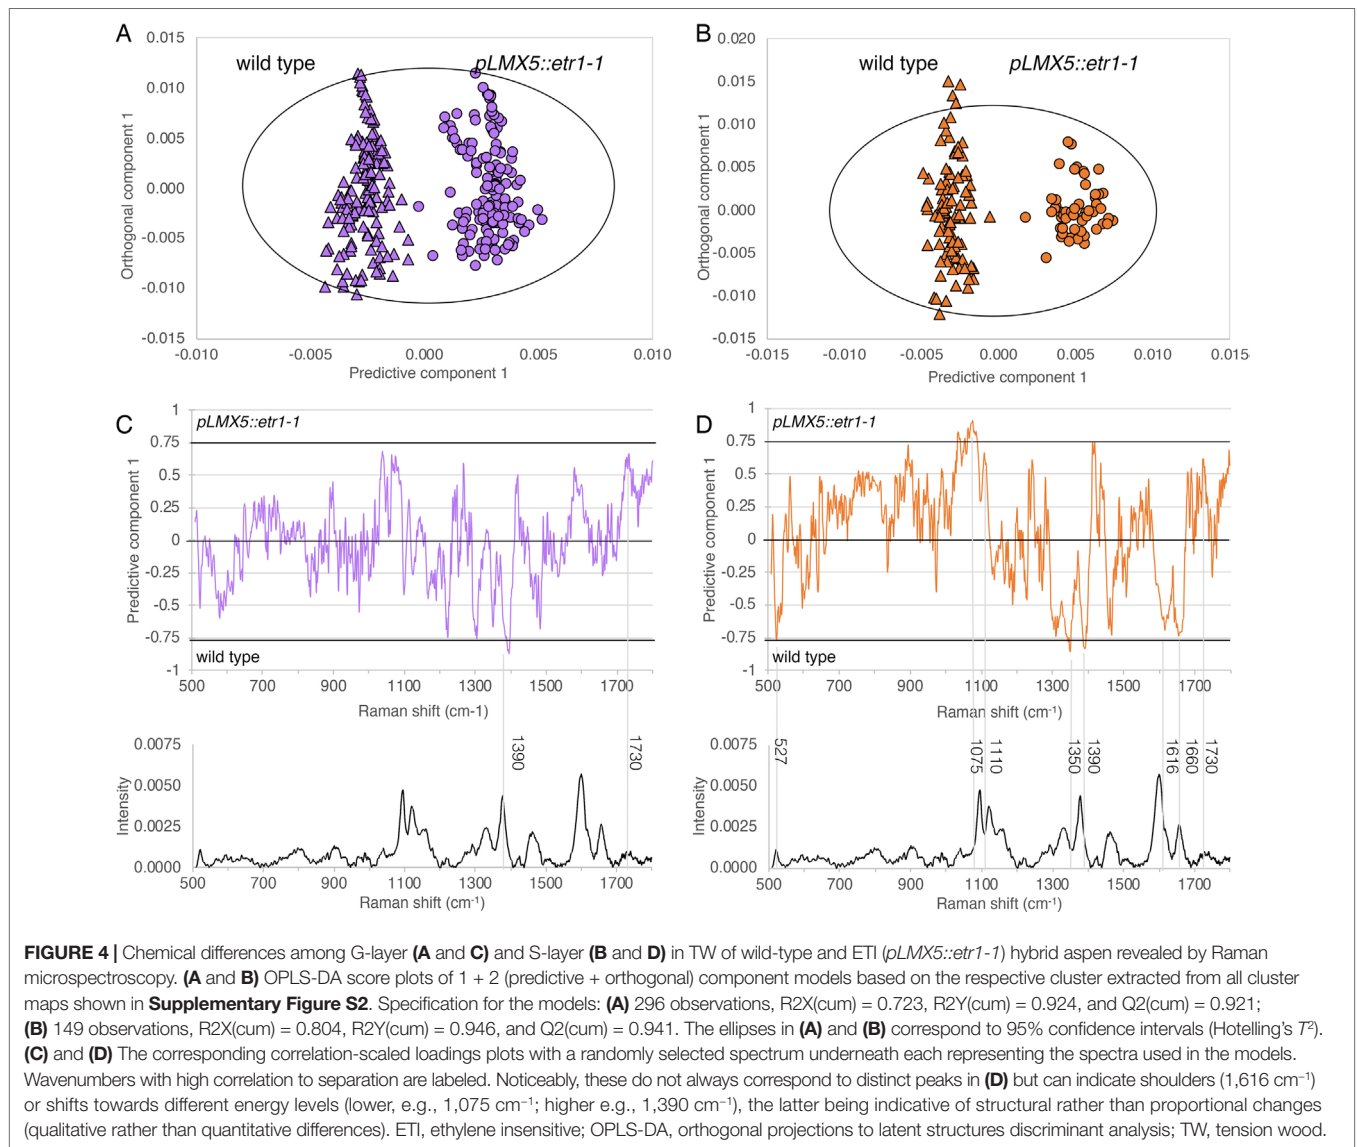 A
0.015
0.010
0.005
0.000
-0.005
-0.010
-0.015
Orthogonal component 1
wild type
pLMX5::etr1-1
-0.010
-0.005
0.000
0.005
0.010
Predictive component 1
B
0.020
0.015
0.010
0.005
0.000
-0.005
-0.010
-0.015
Orthogonal component 1
wild type
pLMX5::etr1-1
-0.015
-0.010
-0.005
0.000
0.005
0.010
0.015
Predictive component 1
C
1
0.75
0.5
0.25
0
-0.25
-0.5
-0.75
-1
Predictive component 1
pLMX5::etr1-1
wild type
500
700
900
1100
1300
1500
1700
Raman shift (cm-1)
0.0075
0.0050
0.0025
0.0000
Intensity
1390
1730
500
700
900
1100
1300
1500
1700
Raman shift (cm⁻¹)
D
1
0.75
0.5
0.25
0
-0.25
-0.5
-0.75
-1
Predictive component 1
pLMX5::etr1-1
wild type
500
700
900
1100
1300
1500
1700
Raman shift (cm⁻¹)
0.0075
0.0050
0.0025
0.0000
Intensity
527
1075
1110
1350
1390
1616
1660
1730
500
700
900
1100
1300
1500
1700
Raman shift (cm⁻¹)
FIGURE 4 | Chemical differences among G-layer (A and C) and S-layer (B and D) in TW of wild-type and ETI (pLMX5::etr1-1) hybrid aspen revealed by Raman
microspectroscopy. (A and B) OPLS-DA score plots of 1 + 2 (predictive + orthogonal) component models based on the respective cluster extracted from all cluster
maps shown in Supplementary Figure S2. Specification for the models: (A) 296 observations, R2X(cum) = 0.723, R2Y(cum) = 0.924, and Q2(cum) = 0.921;
(B) 149 observations, R2X(cum) = 0.804, R2Y(cum) = 0.946, and Q2(cum) = 0.941. The ellipses in (A) and (B) correspond to 95% confidence intervals (Hotelling's T²).
(C) and (D) The corresponding correlation-scaled loadings plots with a randomly selected spectrum underneath each representing the spectra used in the models.
Wavenumbers with high correlation to separation are labeled. Noticeably, these do not always correspond to distinct peaks in (D) but can indicate shoulders (1,616 cm⁻¹)
or shifts towards different energy levels (lower, e.g., 1,075 cm⁻¹; higher e.g., 1,390 cm⁻¹), the latter being indicative of structural rather than proportional changes
(qualitative rather than quantitative differences). ETI, ethylene insensitive; OPLS-DA, orthogonal projections to latent structures discriminant analysis; TW, tension wood.